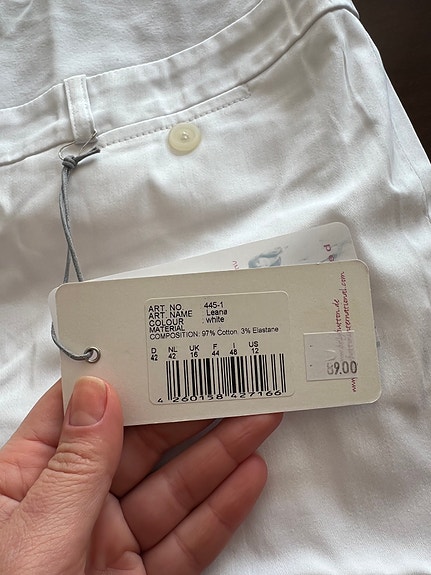 ART NO 445-1
ART NAME Leana
COLOUR white
MATERIAL
COMPOSITION: 97% Cotton 3% Elastane
D NL UK F I US
42 42 16 44 48 12
4 260158 427166
89.00